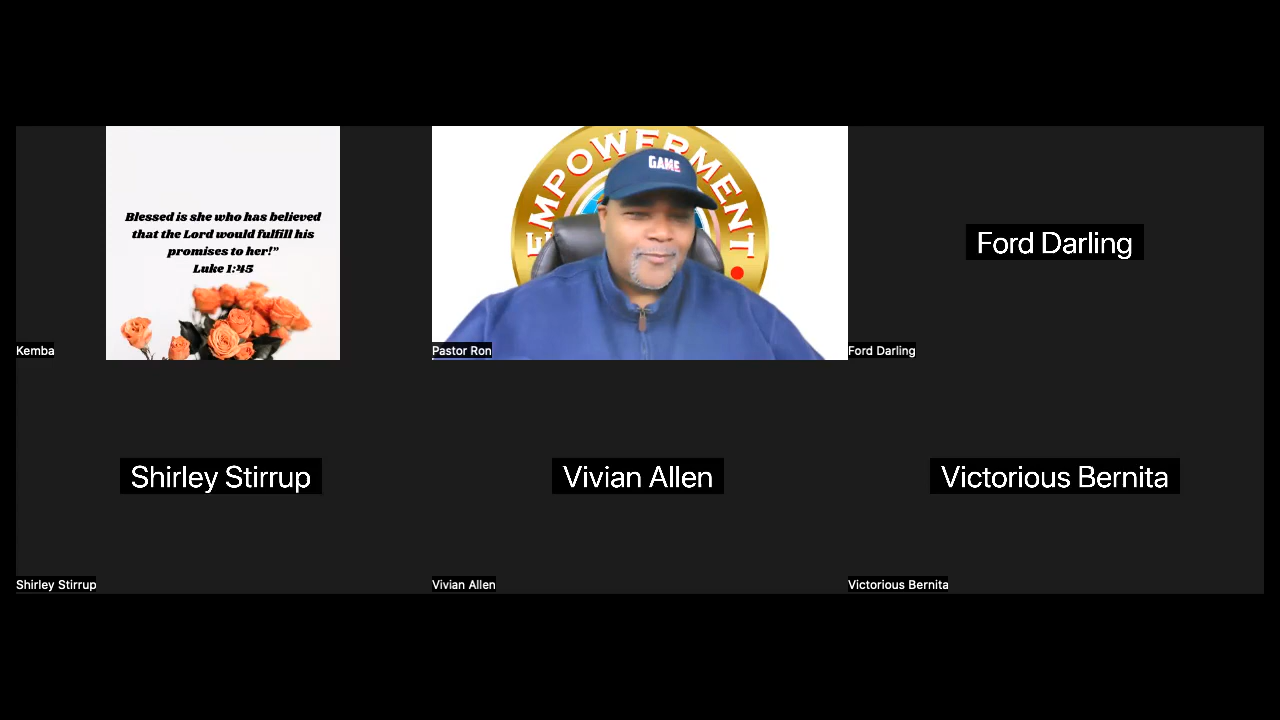 Blessed is she who has believed
that the Lord would fulfill his
promises to her!”
Luke 1:45
Kemba
EMPOWERMENT
GAME
Pastor Ron
Ford Darling
Ford Darling
Shirley Stirrup
Vivian Allen
Victorious Bernita
Shirley Stirrup
Vivian Allen
Victorious Bernita